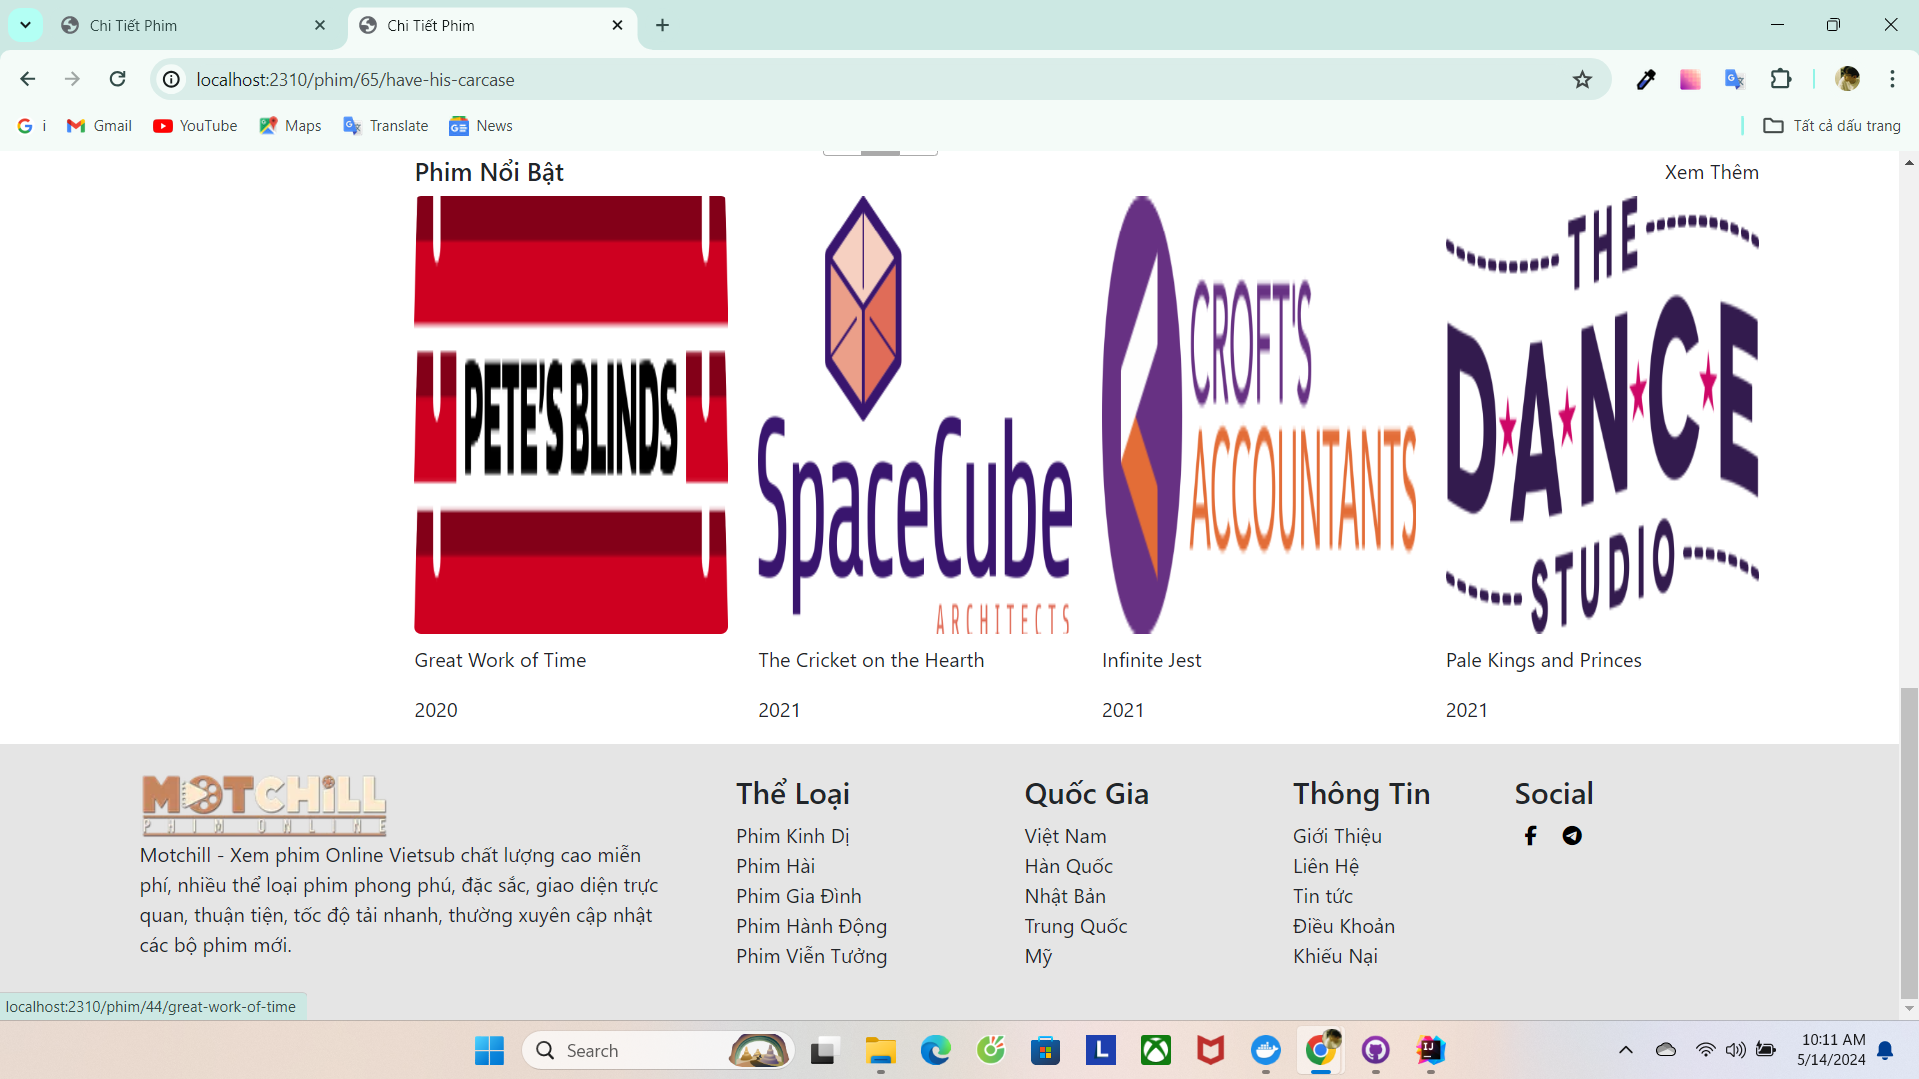 Chi Tiết Phim
Chi Tiết Phim
localhost:2310/phim/65/have-his-carcase
i
Gmail
YouTube
Maps
Translate
News
Tất cả dấu trang
Phim Nổi Bật
Xem Thêm
PETE'S BLINDS
SpaceCube
ARCHITECTS
CROFT'S
ACCOUNTANTS
THE
DANCE
STUDIO
Great Work of Time
The Cricket on the Hearth
Infinite Jest
Pale Kings and Princes
2020
2021
2021
2021
MOTCHILL
PHIM ONLINE
Motchill - Xem phim Online Vietsub chất lượng cao miễn
phí, nhiều thể loại phim phong phú, đặc sắc, giao diện trực
quan, thuận tiện, tốc độ tải nhanh, thường xuyên cập nhật
các bộ phim mới.
Thể Loại
Phim Kinh Dị
Phim Hài
Phim Gia Đình
Phim Hành Động
Phim Viễn Tưởng
Quốc Gia
Việt Nam
Hàn Quốc
Nhật Bản
Trung Quốc
Mỹ
Thông Tin
Giới Thiệu
Liên Hệ
Tin tức
Điều Khoản
Khiếu Nại
Social
localhost:2310/phim/44/great-work-of-time
Search
10:11 AM
5/14/2024